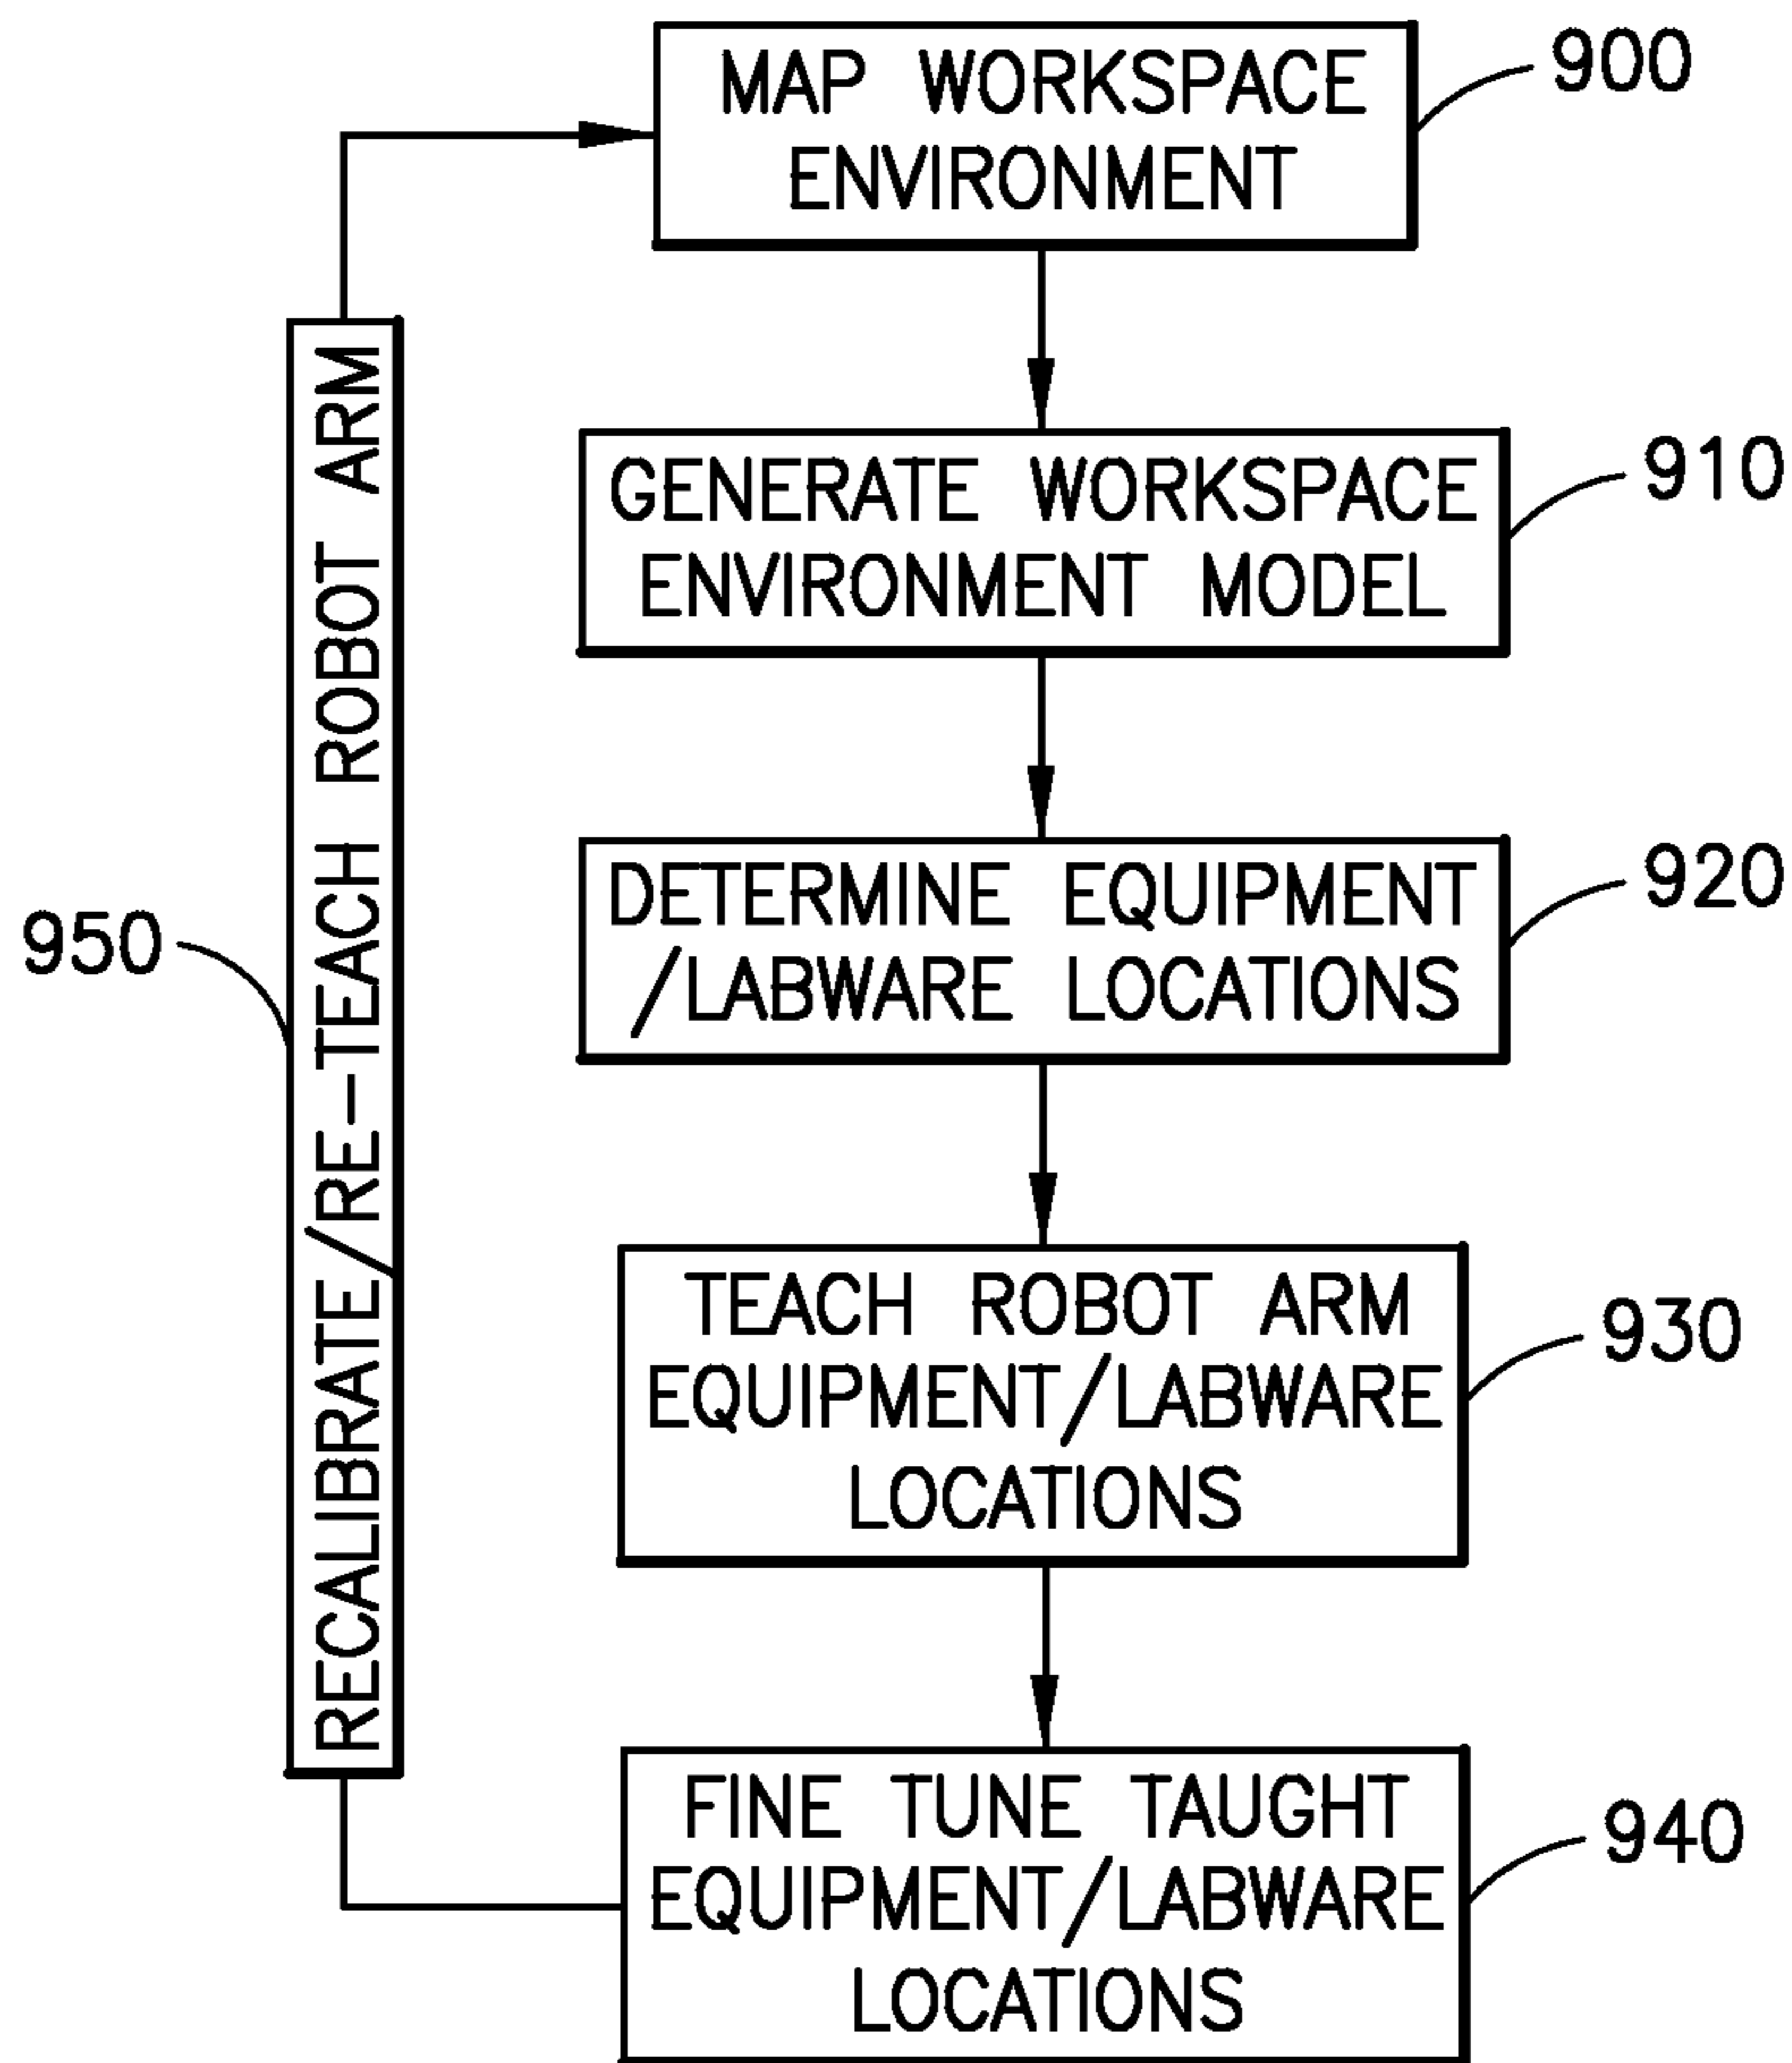 MAP WORKSPACE
ENVIRONMENT
900
GENERATE WORKSPACE
ENVIRONMENT MODEL
910
DETERMINE EQUIPMENT
/LABWARE LOCATIONS
920
TEACH ROBOT ARM
EQUIPMENT/LABWARE
LOCATIONS
930
FINE TUNE TAUGHT
EQUIPMENT/LABWARE
LOCATIONS
940
RECALIBRATE/RE-TEACH ROBOT ARM
950